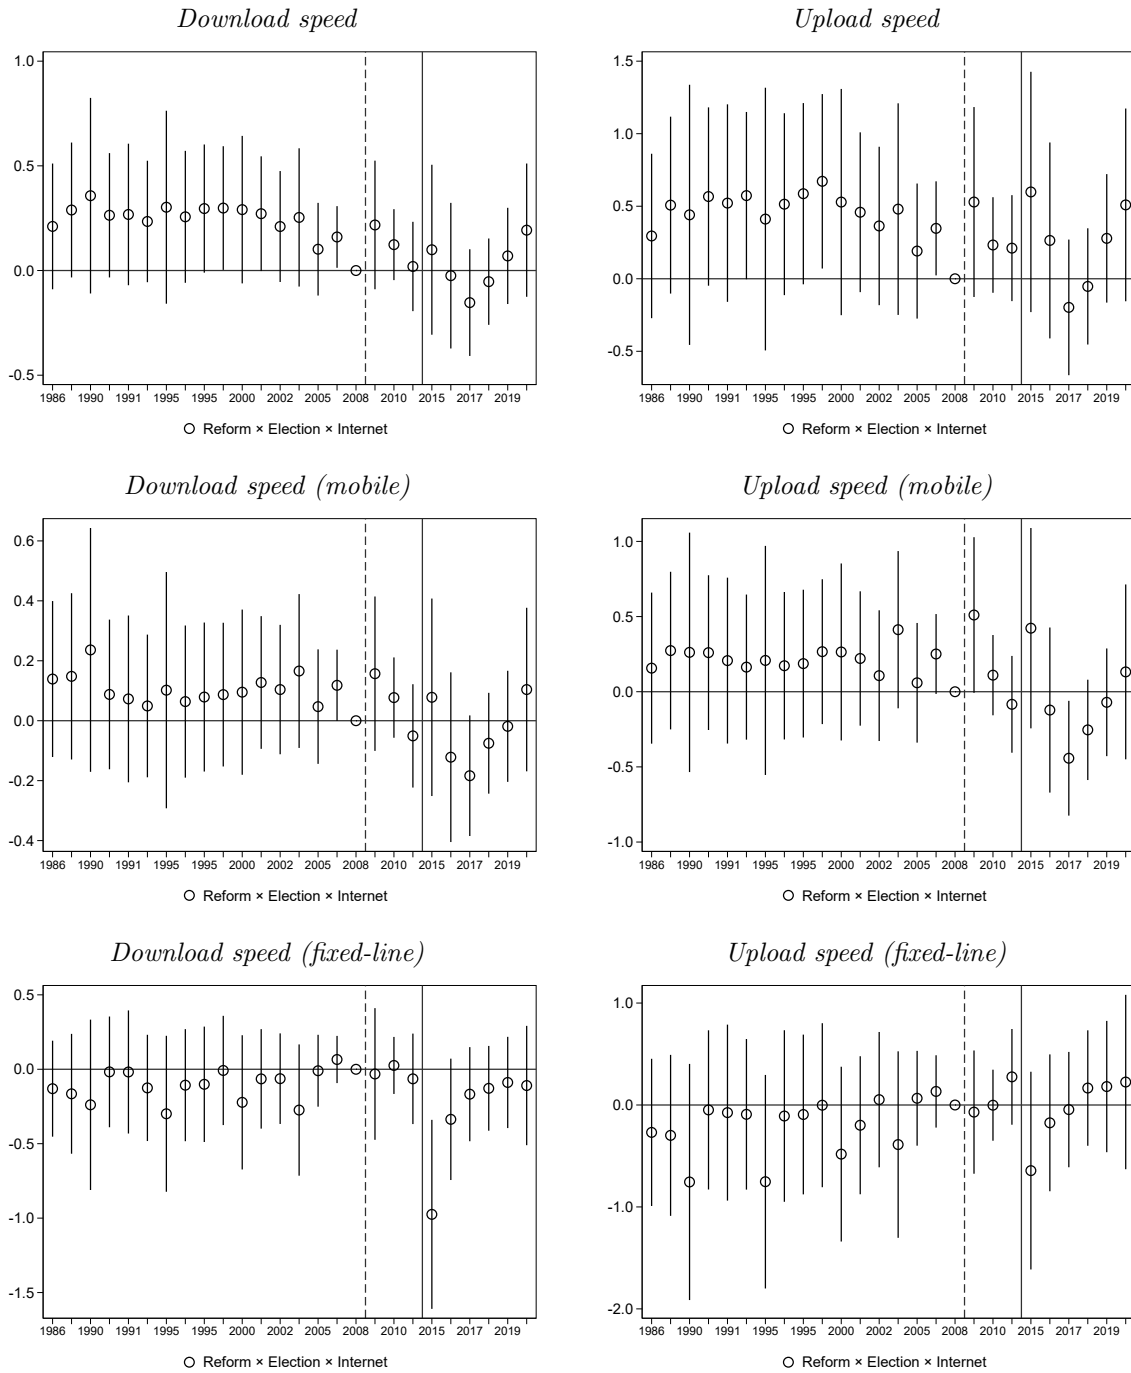 Download speed
1.0
0.5
0.0
-0.5
1986 1990 1991 1995 1995 2000 2002 2005 2008 2010 2015 2017 2019
Reform × Election × Internet
Upload speed
1.5
1.0
0.5
0.0
-0.5
1986 1990 1991 1995 1995 2000 2002 2005 2008 2010 2015 2017 2019
Reform × Election × Internet
Download speed (mobile)
0.6
0.4
0.2
0.0
-0.2
-0.4
1986 1990 1991 1995 1995 2000 2002 2005 2008 2010 2015 2017 2019
Reform × Election × Internet
Upload speed (mobile)
1.0
0.5
0.0
-0.5
-1.0
1986 1990 1991 1995 1995 2000 2002 2005 2008 2010 2015 2017 2019
Reform × Election × Internet
Download speed (fixed-line)
0.5
0.0
-0.5
-1.0
-1.5
1986 1990 1991 1995 1995 2000 2002 2005 2008 2010 2015 2017 2019
Reform × Election × Internet
Upload speed (fixed-line)
1.0
0.0
-1.0
-2.0
1986 1990 1991 1995 1995 2000 2002 2005 2008 2010 2015 2017 2019
Reform × Election × Internet